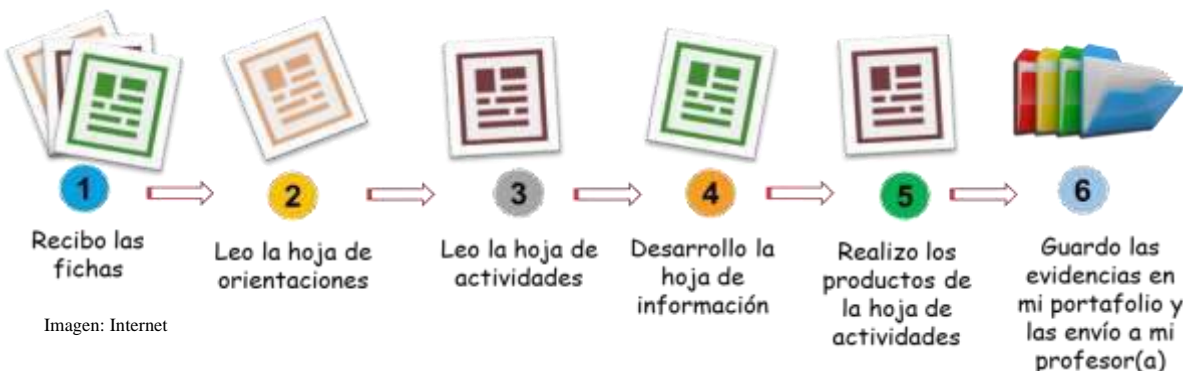 1
Recibo las
fichas
2
Leo la hoja de
orientaciones
3
Leo la hoja de
actividades
4
Desarrollo la
hoja de
información
5
Realizo los
productos de
la hoja de
actividades
6
Guardo las
evidencias en
mi portafolio y
las envío a mi
profesor(a)
Imagen: Internet